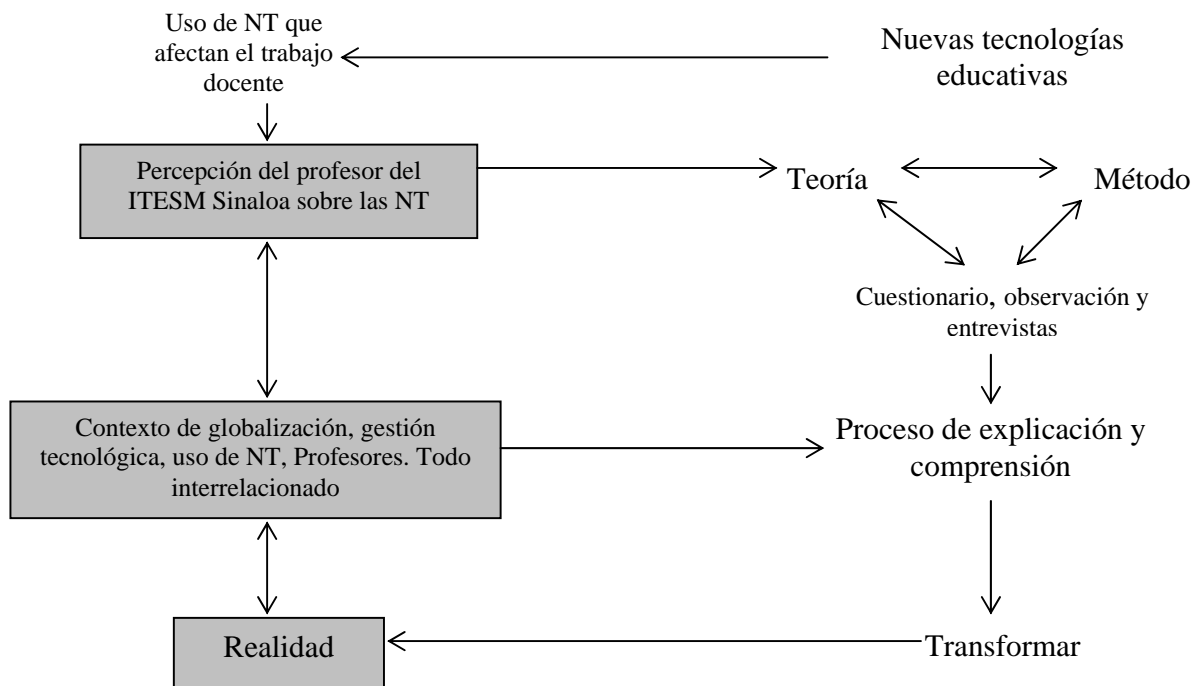 Uso de NT que
afectan el trabajo
docente
Nuevas tecnologías
educativas
Percepción del profesor del
ITESM Sinaloa sobre las NT
Teoría
Método
Cuestionario, observación y
entrevistas
Contexto de globalización, gestión
tecnológica, uso de NT, Profesores. Todo
interrelacionado
Proceso de explicación y
comprensión
Realidad
Transformar